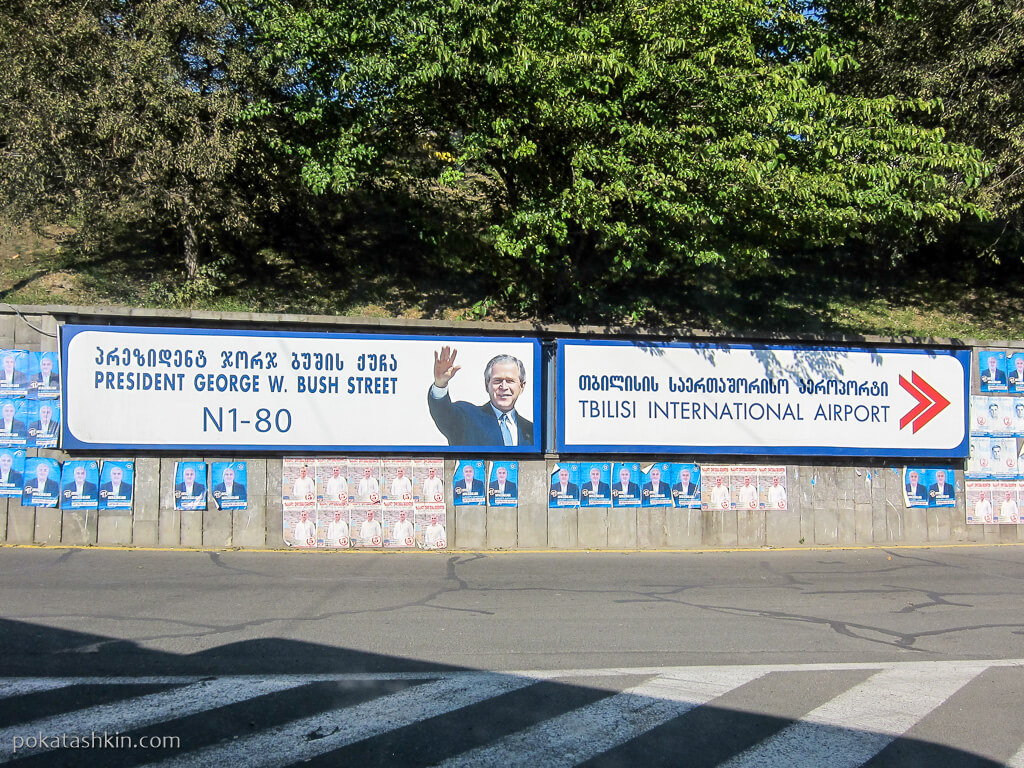 პრეზიდენტ ჯორჯ ბუშის ქუჩა
PRESIDENT GEORGE W. BUSH STREET
N1-80
თბილისის საერთაშორისო აეროპორტი
TBILISI INTERNATIONAL AIRPORT
pokatashkin.com